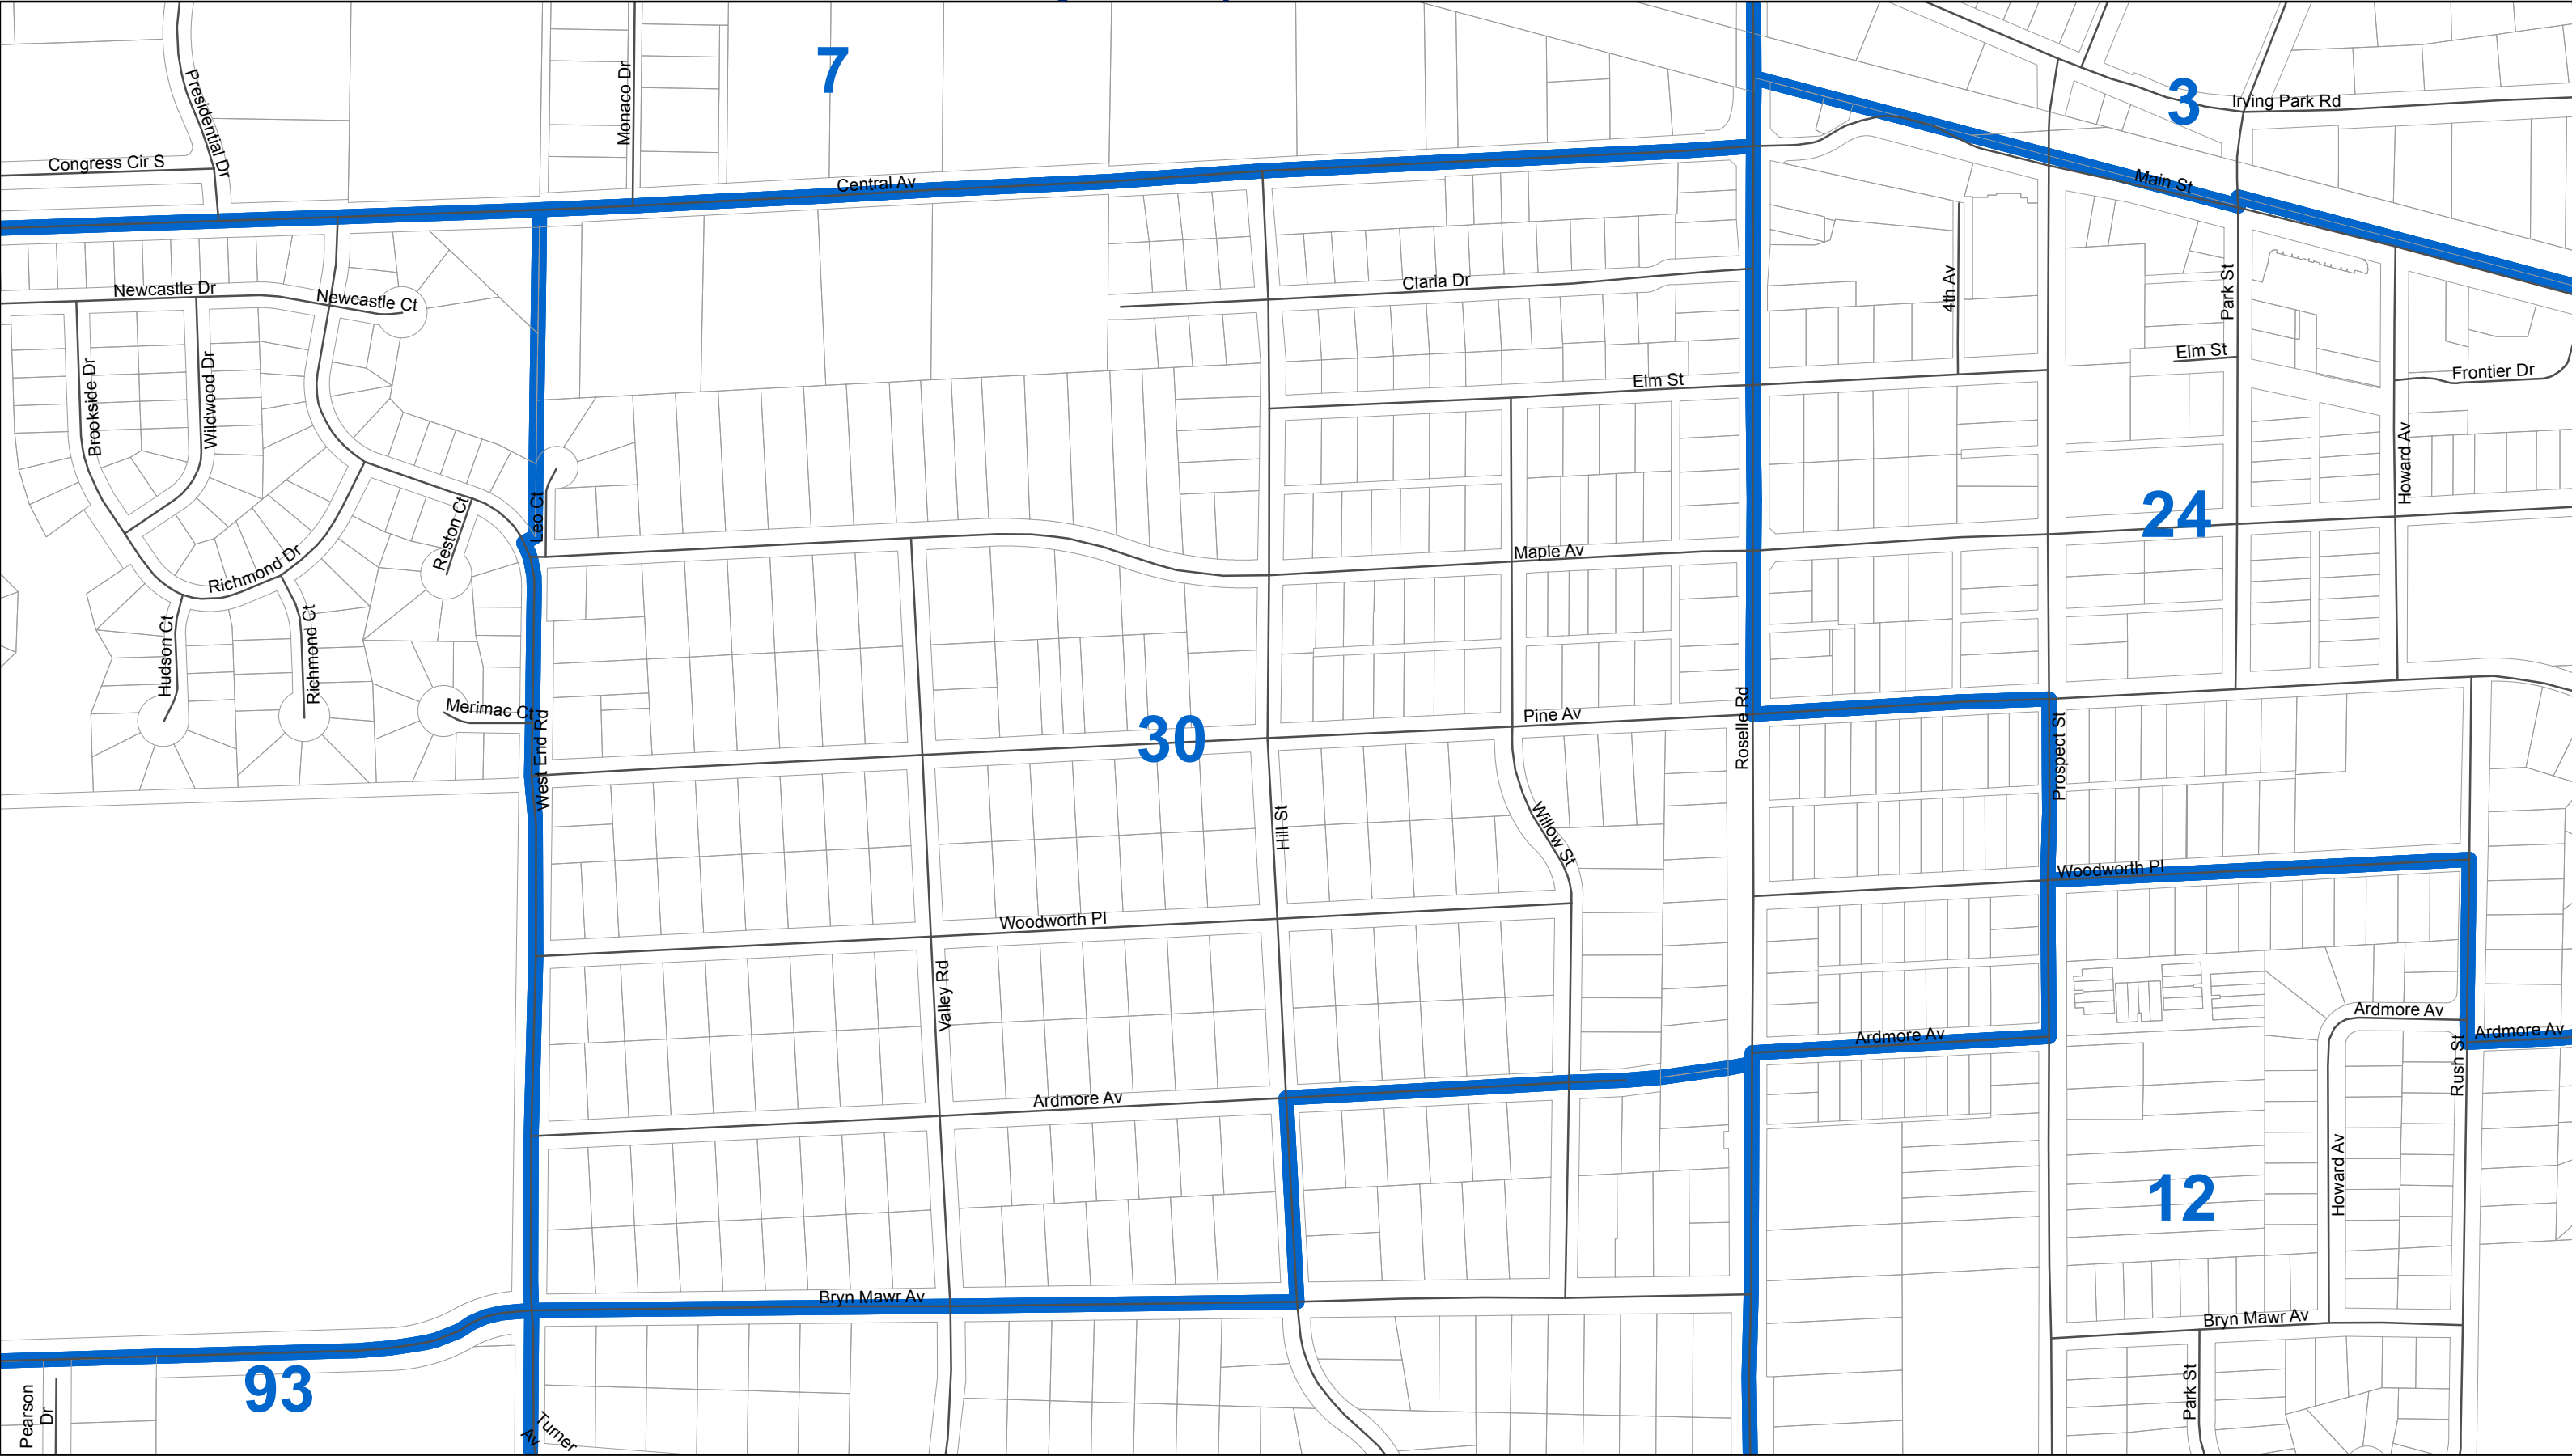 7
3
Presidential Dr
Monaco Dr
Irving Park Rd
Congress Cir S
Central Av
Main St
Newcastle Dr
Newcastle Ct
Claria Dr
4th Av
Park St
Elm St
Frontier Dr
Elm St
Brookside Dr
Wildwood Dr
Howard Av
24
Leo Ct
Reston Ct
Maple Av
Richmond Dr
Hudson Ct
Richmond Ct
Merimac Ct
West End Rd
30
Pine Av
Roselle Rd
Prospect St
Hill St
Willow St
Woodworth Pl
Woodworth Pl
Valley Rd
Ardmore Av
Ardmore Av
Ardmore Av
Rush St
Ardmore Av
Howard Av
12
Bryn Mawr Av
Bryn Mawr Av
93
Park St
Pearson
Dr
Turner
Av